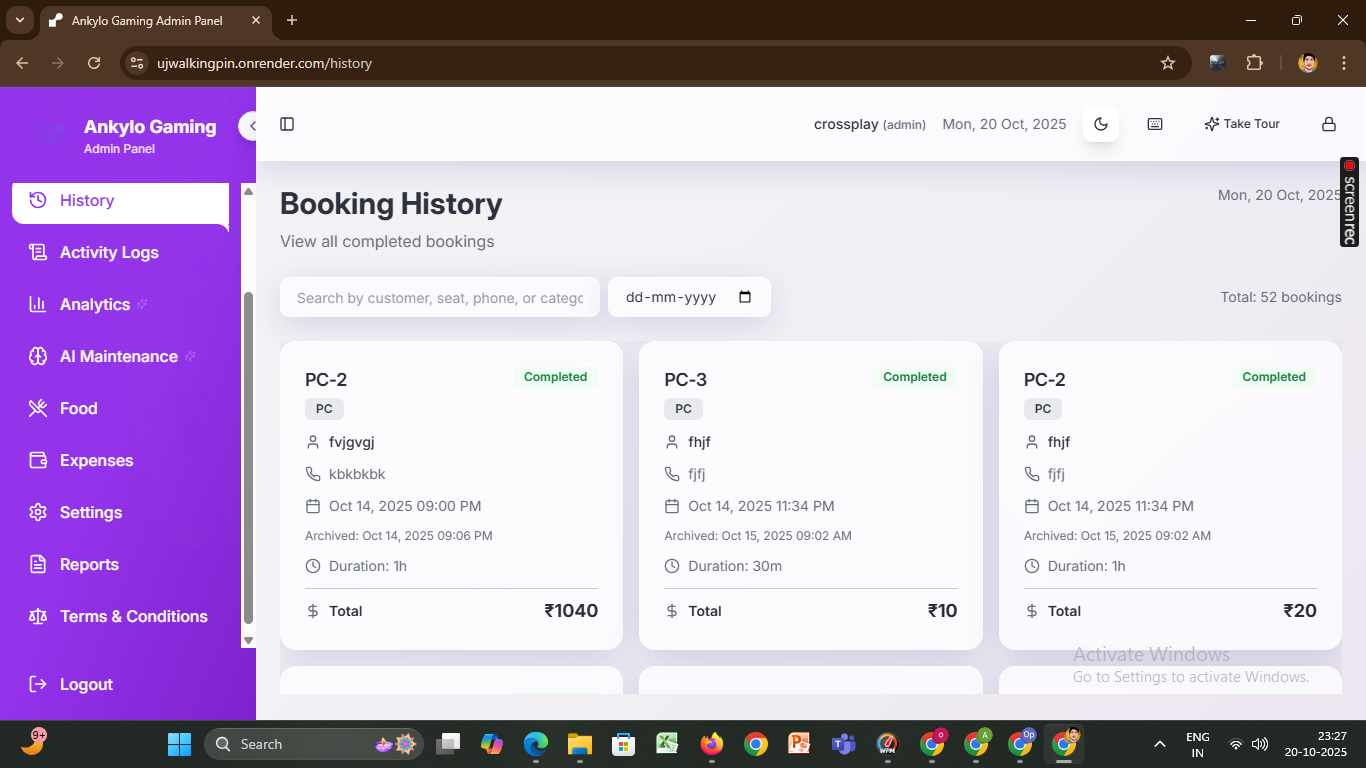 Ankylo Gaming Admin Panel
ujwalkingpin.onrender.com/history
Ankylo Gaming
Admin Panel
History
Activity Logs
Analytics
AI Maintenance
Food
Expenses
Settings
Reports
Terms & Conditions
Logout
crossplay (admin) Mon, 20 Oct, 2025 Take Tour
screenrec
Booking History Mon, 20 Oct, 2025
View all completed bookings
Search by customer, seat, phone, or catego dd-mm-yyyy Total: 52 bookings
PC-2 Completed
PC
fvjgvgj
kbkbkbk
Oct 14, 2025 09:00 PM
Archived: Oct 14, 2025 09:06 PM
Duration: 1h
$ Total ₹1040
PC-3 Completed
PC
fhjf
fjfj
Oct 14, 2025 11:34 PM
Archived: Oct 15, 2025 09:02 AM
Duration: 30m
$ Total ₹10
PC-2 Completed
PC
fhjf
fjfj
Oct 14, 2025 11:34 PM
Archived: Oct 15, 2025 09:02 AM
Duration: 1h
$ Total ₹20
Activate Windows
Go to Settings to activate Windows.
9+
Search
WPM
O
A
Op
ENG
IN
23:27
20-10-2025